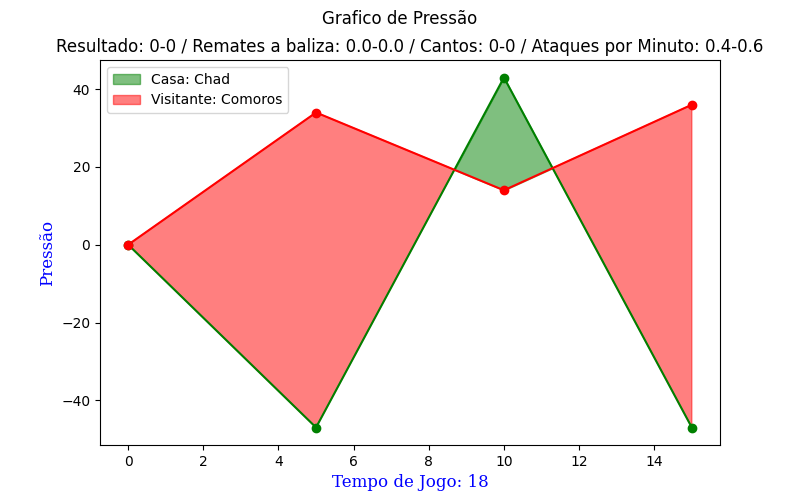 Grafico de Pressão
Resultado: 0-0 / Remates a baliza: 0.0-0.0 / Cantos: 0-0 / Ataques por Minuto: 0.4-0.6
Casa: Chad
Visitante: Comoros
Pressão
40
20
0
−20
−40
0 2 4 6 8 10 12 14
Tempo de Jogo: 18